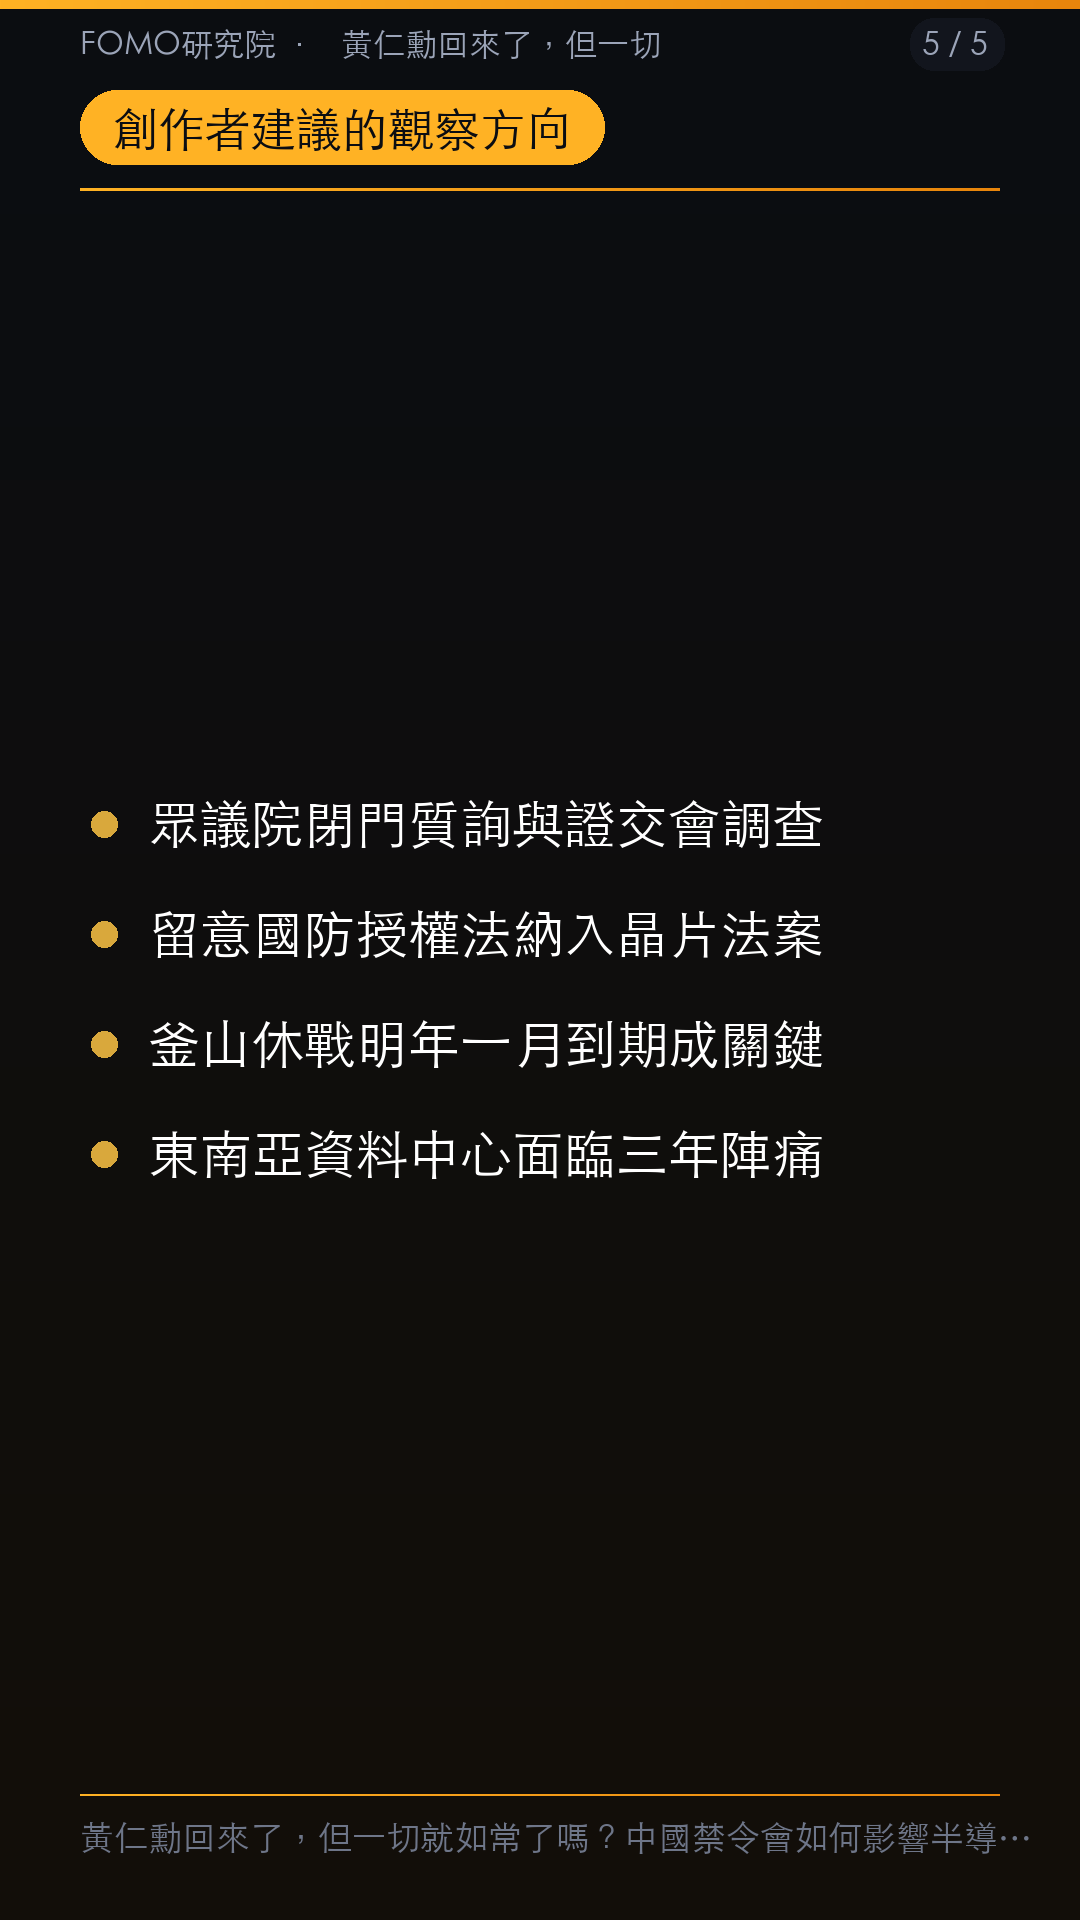 FOMO研究院 · 黃仁勳回來了，但一切
5 / 5
創作者建議的觀察方向
眾議院閉門質詢與證交會調查
留意國防授權法納入晶片法案
釜山休戰明年一月到期成關鍵
東南亞資料中心面臨三年陣痛
黃仁勳回來了，但一切就如常了嗎？中國禁令會如何影響半導…